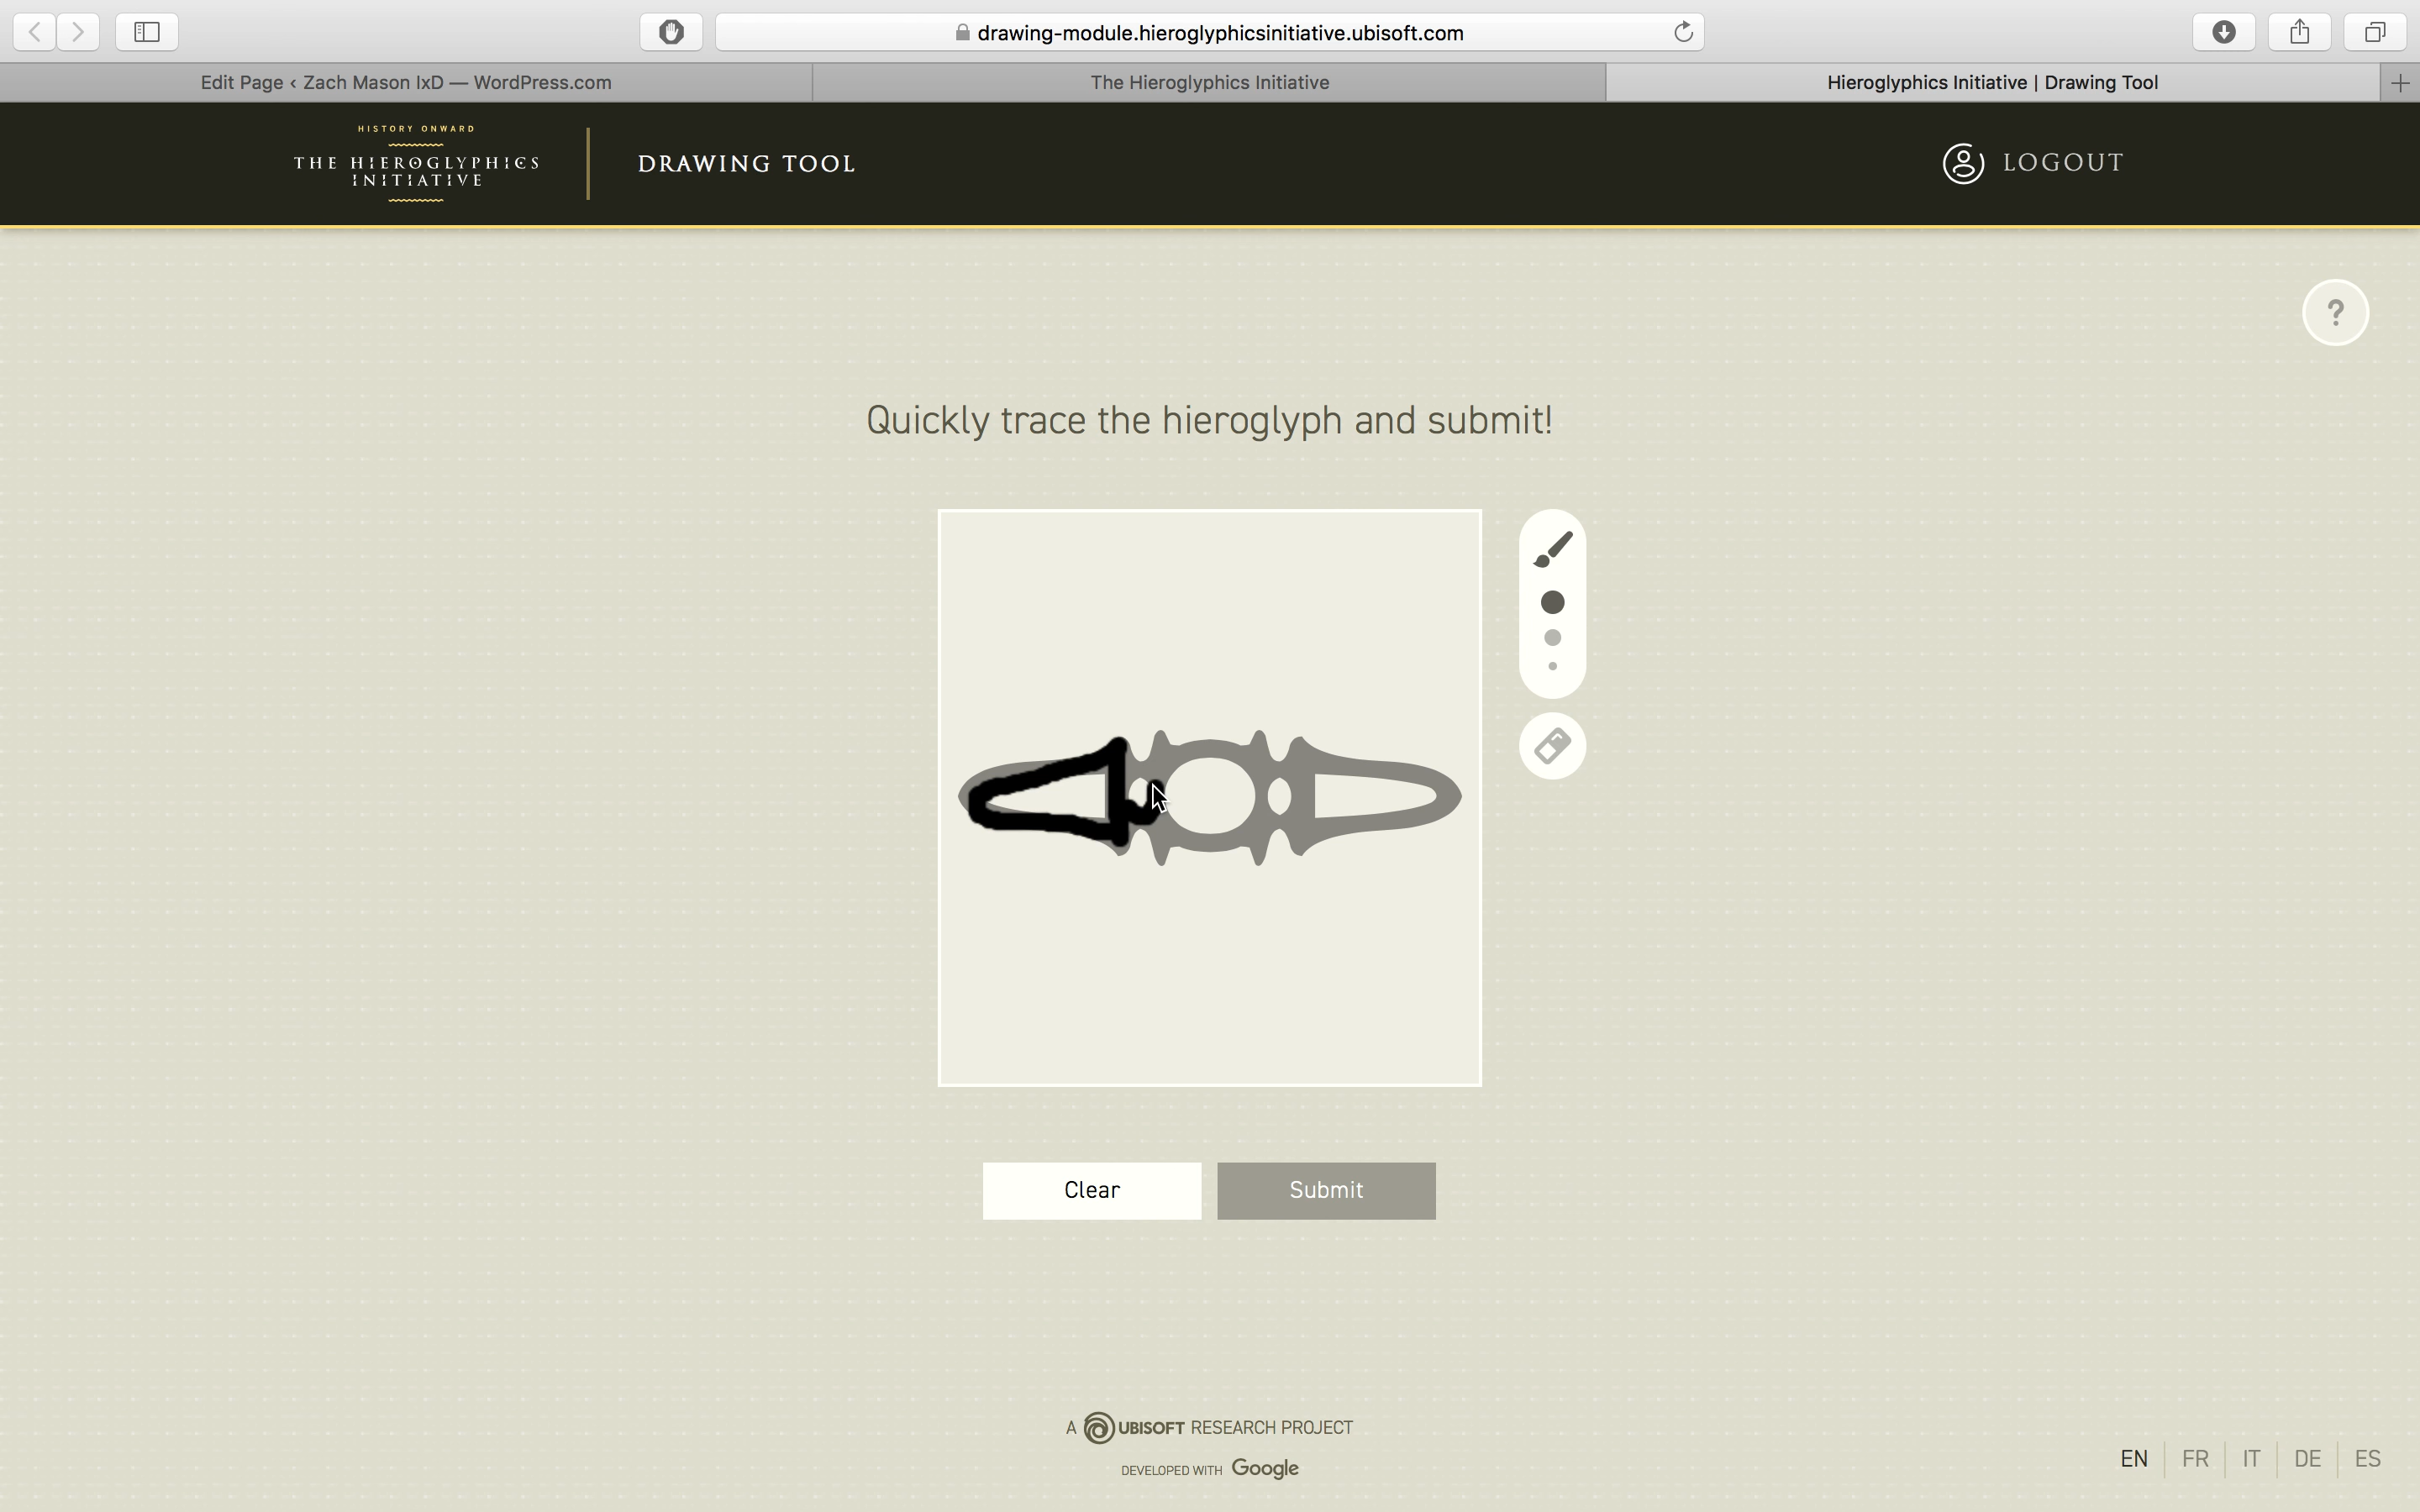 drawing-module.hieroglyphicsinitiative.ubisoft.com
Edit Page ‹ Zach Mason IxD — WordPress.com
The Hieroglyphics Initiative
Hieroglyphics Initiative | Drawing Tool
HISTORY ONWARD
THE HIEROGLYPHICS
INITIATIVE
DRAWING TOOL
LOGOUT
?
Quickly trace the hieroglyph and submit!
Clear
Submit
A UBISOFT RESEARCH PROJECT
DEVELOPED WITH Google
EN FR IT DE ES